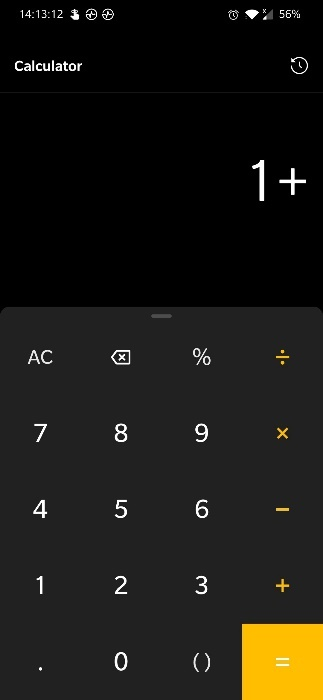 14:13:12 56%
Calculator
1+
AC % ÷
7 8 9 ×
4 5 6 −
1 2 3 +
. 0 () =